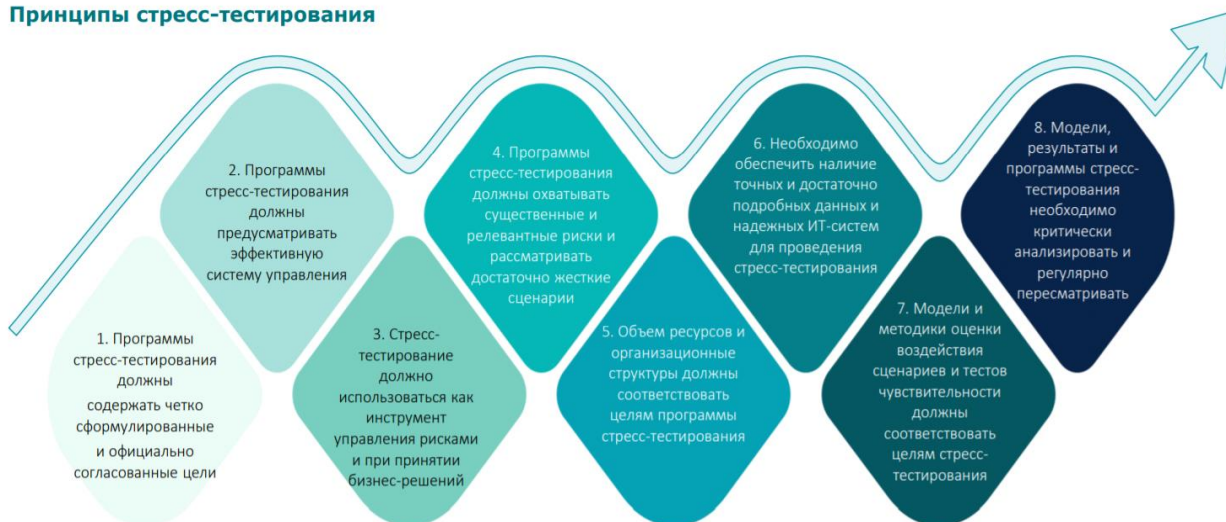 Принципы стресс-тестирования
1. Программы
стресс-тестирования
должны
содержать четко
сформулированные
и официально
согласованные цели
2. Программы
стресс-тестирования
должны
предусматривать
эффективную
систему управления
3. Стресс-
тестирование
должно
использоваться как
инструмент
управления рисками
и при принятии
бизнес-решений
4. Программы
стресс-тестирования
должны охватывать
существенные и
релевантные риски и
рассматривать
достаточно жесткие
сценарии
5. Объем ресурсов и
организационные
структуры должны
соответствовать
целям программы
стресс-тестирования
6. Необходимо
обеспечить наличие
точных и достаточно
подробных данных и
надежных ИТ-систем
для проведения
стресс-тестирования
7. Модели и
методики оценки
воздействия
сценариев и тестов
чувствительности
должны
соответствовать
целям стресс-
тестирования
8. Модели,
результаты и
программы стресс-
тестирования
необходимо
критически
анализировать и
регулярно
пересматривать